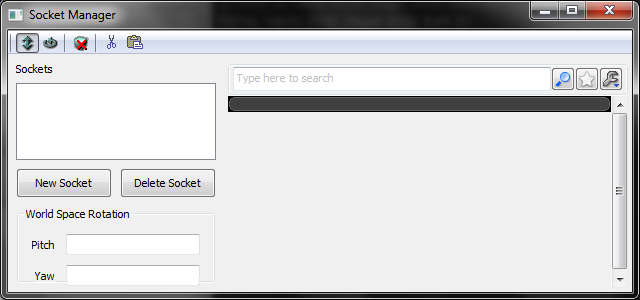 Socket Manager
Sockets
Type here to search
New Socket
Delete Socket
World Space Rotation
Pitch
Yaw